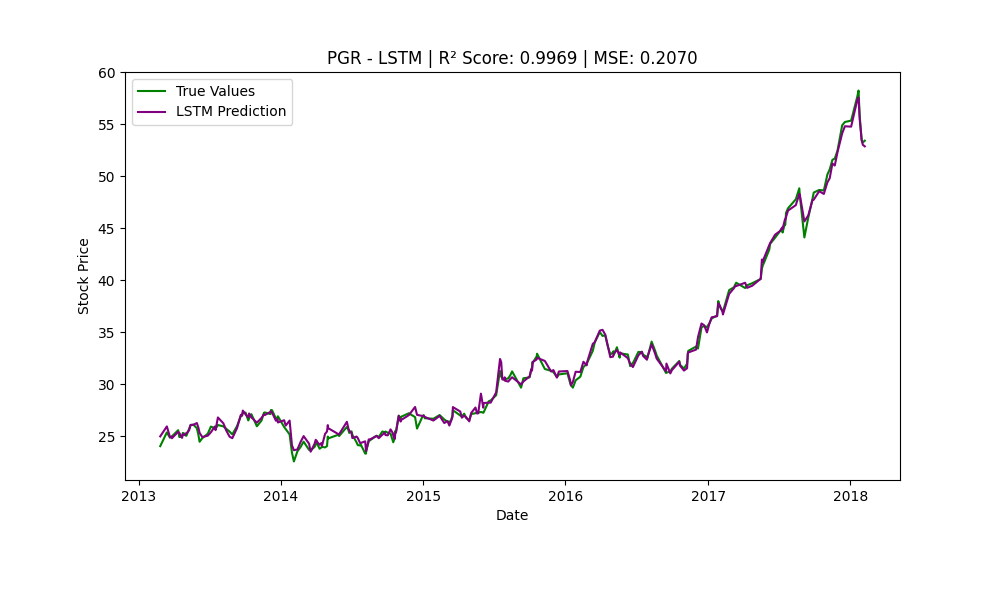 PGR - LSTM | R² Score: 0.9969 | MSE: 0.2070
True Values
LSTM Prediction
Stock Price
60
55
50
45
40
35
30
25
2013 2014 2015 2016 2017 2018
Date